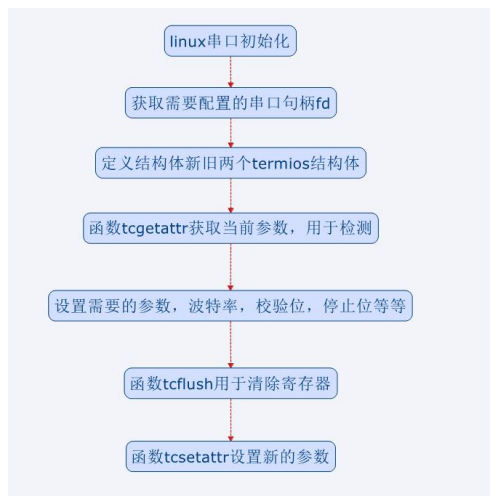 linux串口初始化
获取需要配置的串口句柄fd
定义结构体新旧两个termios结构体
函数tcgetattr获取当前参数，用于检测
设置需要的参数，波特率，校验位，停止位等等
函数tcflush用于清除寄存器
函数tcsetattr设置新的参数